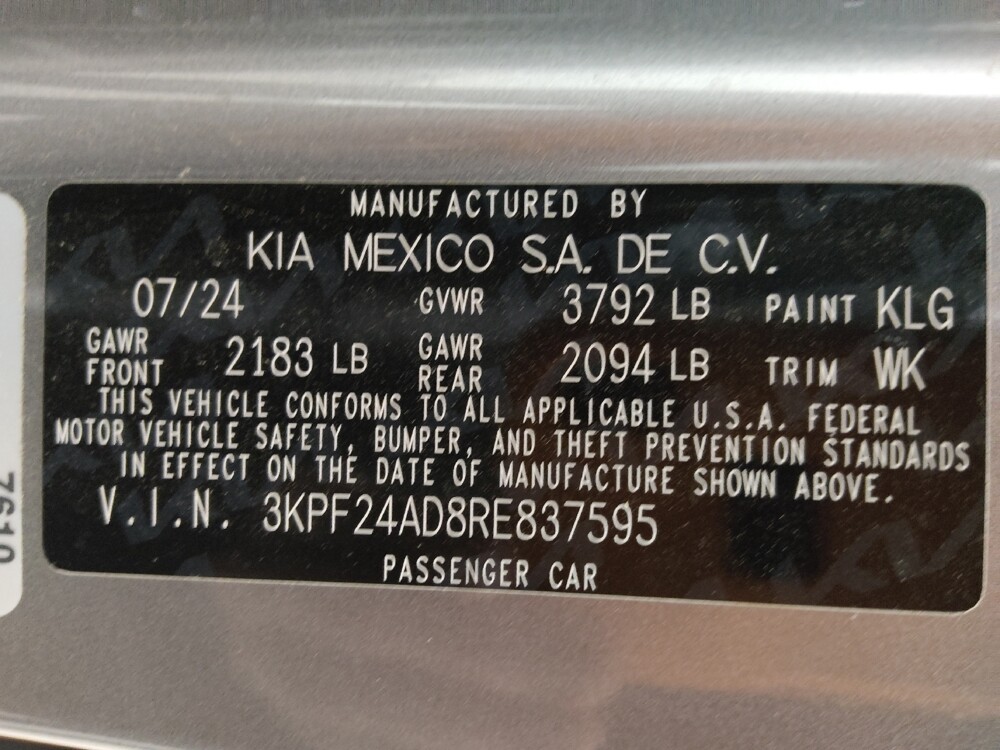 MANUFACTURED BY
KIA MEXICO S.A. DE C.V.
07/24 GVWR 3792 LB PAINT KLG
GAWR FRONT 2183 LB GAWR REAR 2094 LB TRIM WK
THIS VEHICLE CONFORMS TO ALL APPLICABLE U.S.A. FEDERAL
MOTOR VEHICLE SAFETY, BUMPER, AND THEFT PREVENTION STANDARDS
IN EFFECT ON THE DATE OF MANUFACTURE SHOWN ABOVE.
V.I.N. 3KPF24AD8RE837595
PASSENGER CAR